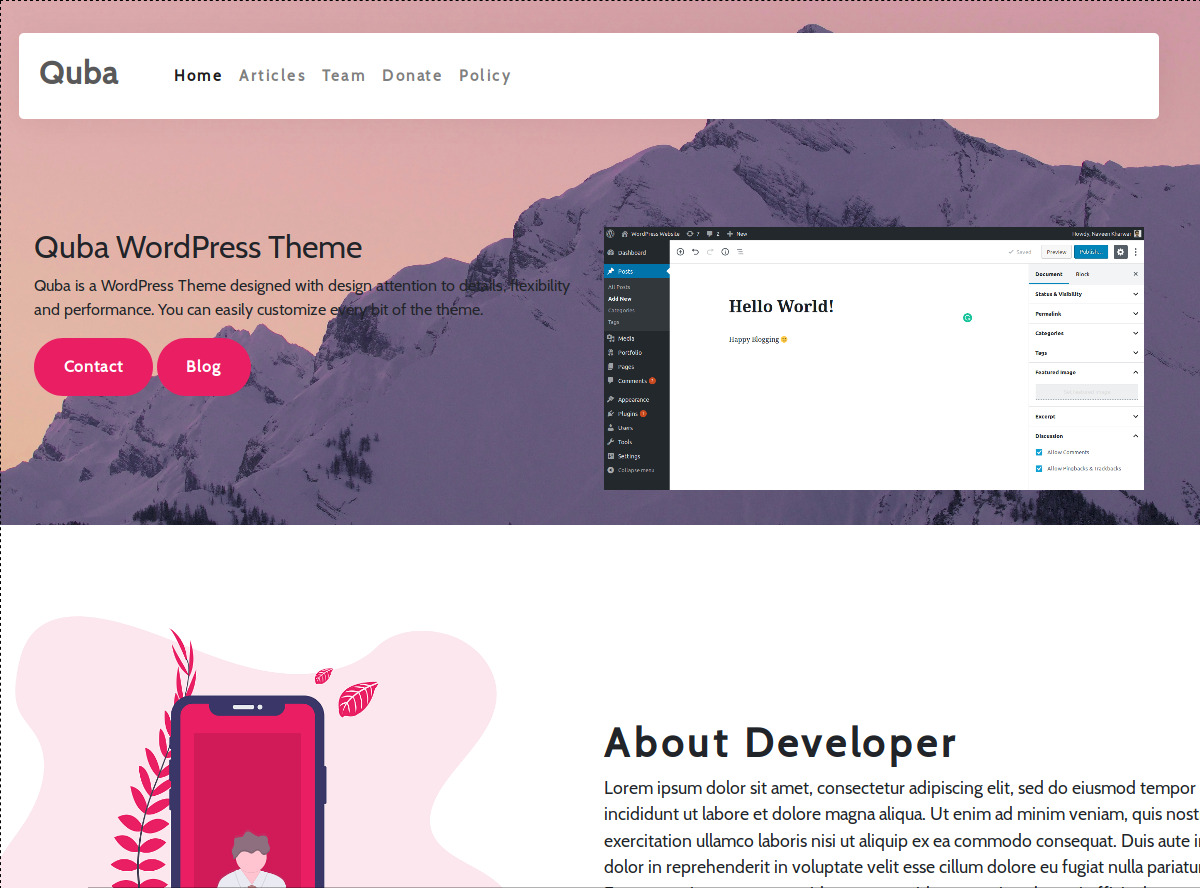 Quba
Home Articles Team Donate Policy
Quba WordPress Theme
Quba is a WordPress Theme designed with design attention to details, flexibility
and performance. You can easily customize every bit of the theme.
Contact Blog
WordPress Website 7 2 New Howdy, Naveen Kharwar
Dashboard
Posts
All Posts
Add New
Categories
Tags
Media
Portfolio
Pages
Comments 1
Appearance
Plugins 7
Users
Tools
Settings
Collapse menu
Saved Preview Publish...
Hello World!
Happy Blogging
Document Block
Status & Visibility
Permalink
Categories
Tags
Featured Image
Excerpt
Discussion
Allow Comments
Allow Pingbacks & Trackbacks
About Developer
Lorem ipsum dolor sit amet, consectetur adipiscing elit, sed do eiusmod tempor
incididunt ut labore et dolore magna aliqua. Ut enim ad minim veniam, quis nost
exercitation ullamco laboris nisi ut aliquip ex ea commodo consequat. Duis aute i
dolor in reprehenderit in voluptate velit esse cillum dolore eu fugiat nulla pariatu